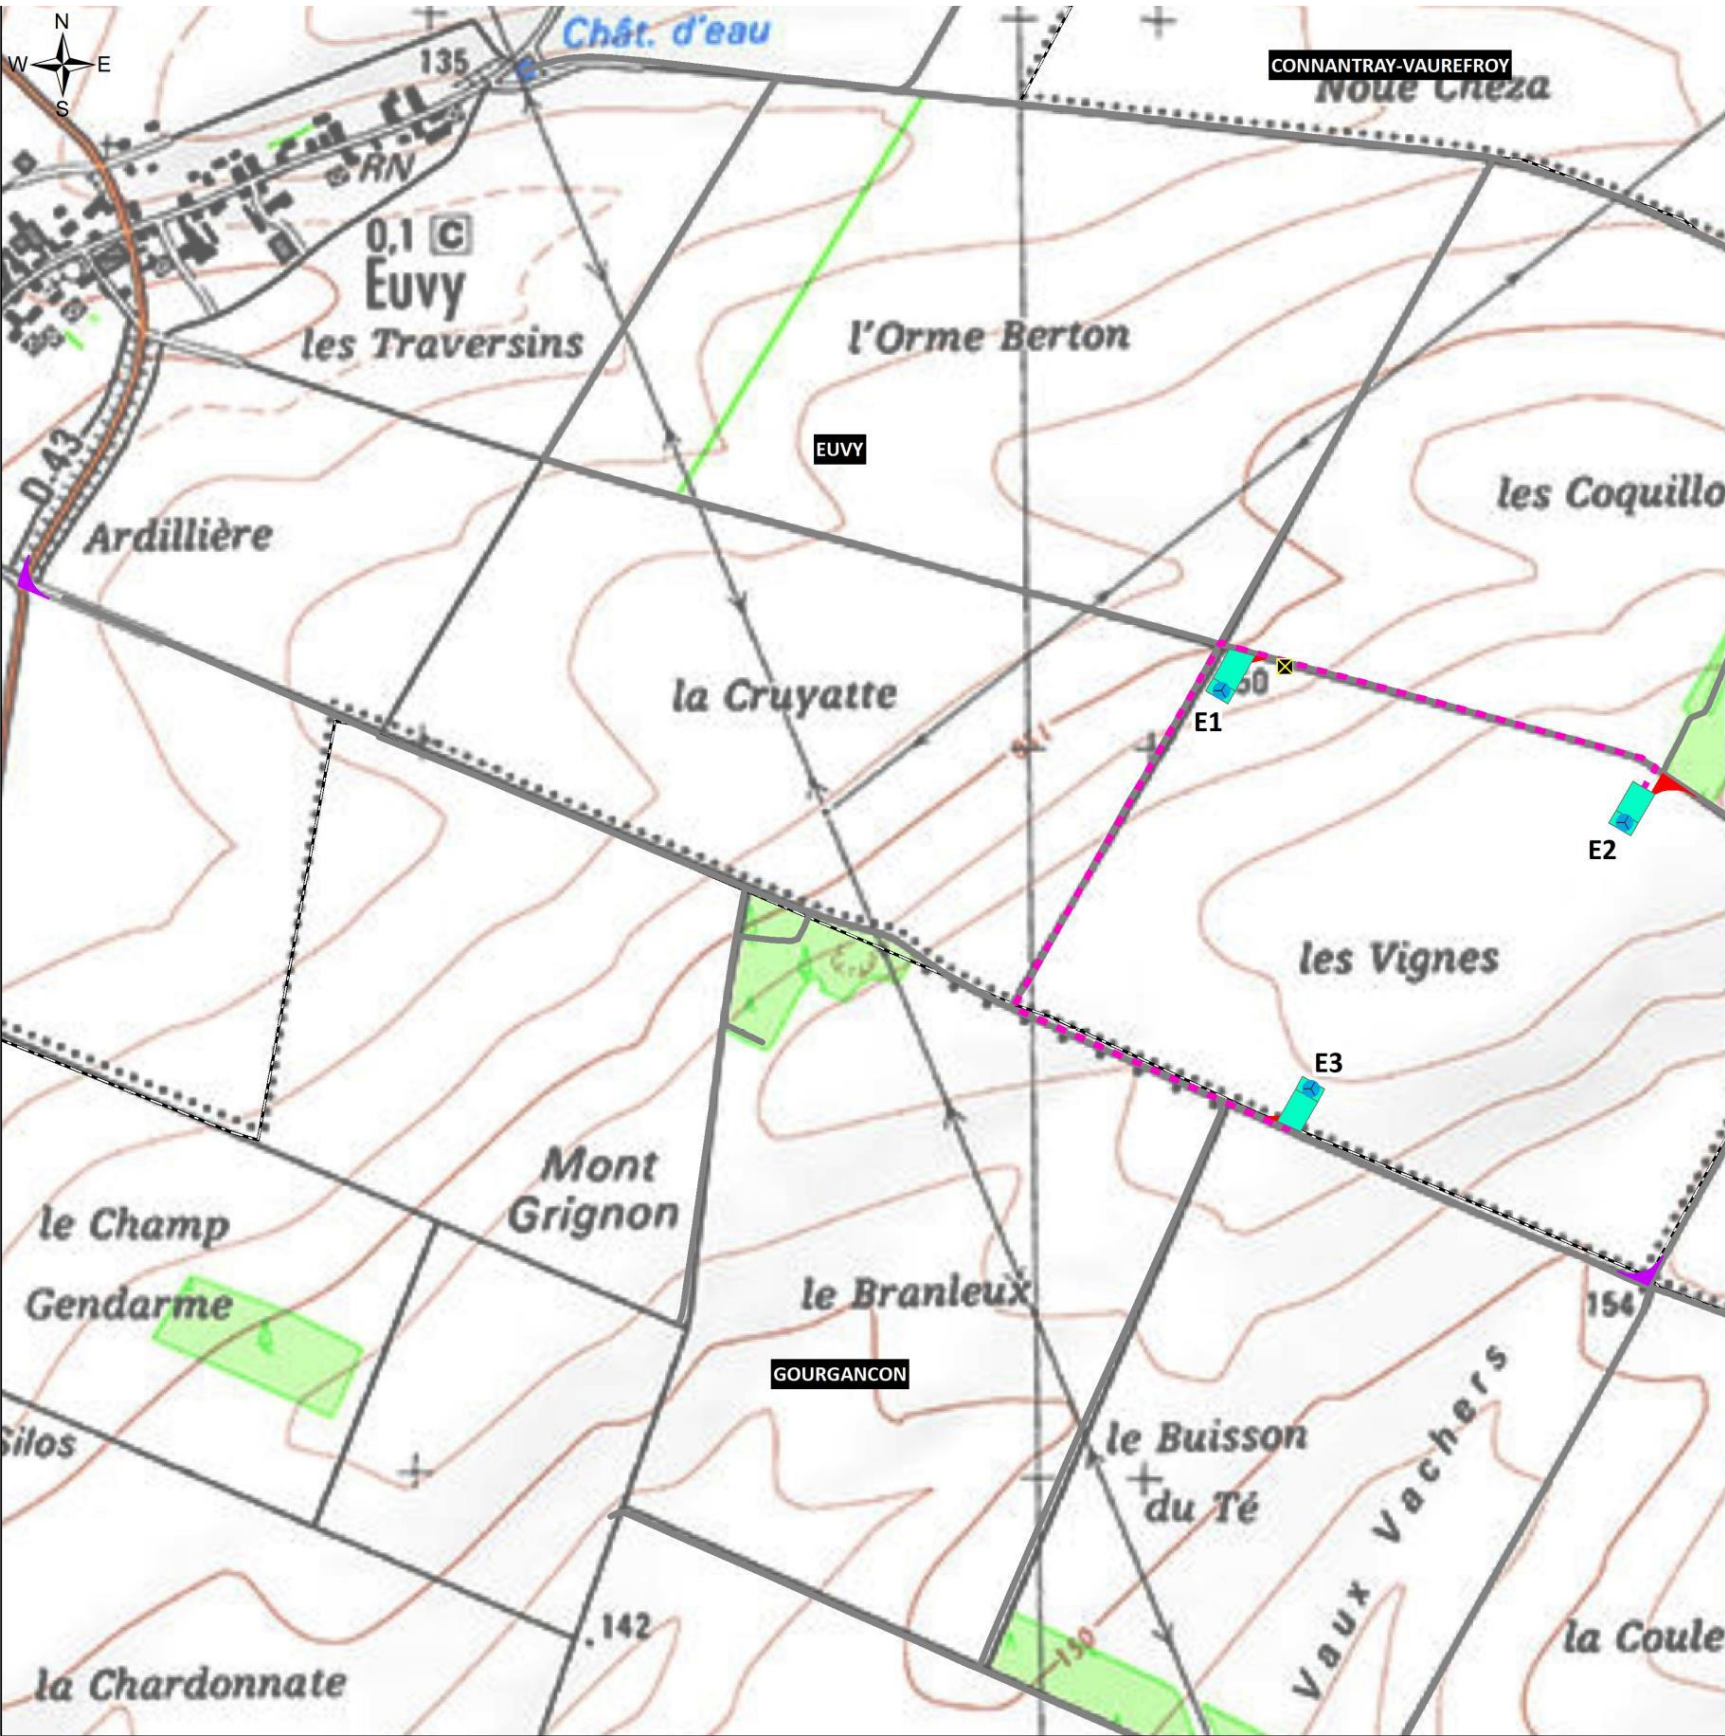 N
W E
S
Chât. d'eau
135
CONNANTRAY-VAUREFROY
Noue Cheza
RN
0,1 C
Euvy
les Traversins
l'Orme Berton
EUVY
D 43
les Coquillo
Ardillière
la Cruyatte
50
E1
E2
les Vignes
E3
Mont
Grignon
le Champ
Gendarme
le Branleux
154
GOURGANCON
le Buisson
du Té
Silos
Vaux Vachers
.142
150
la Coule
la Chardonnate